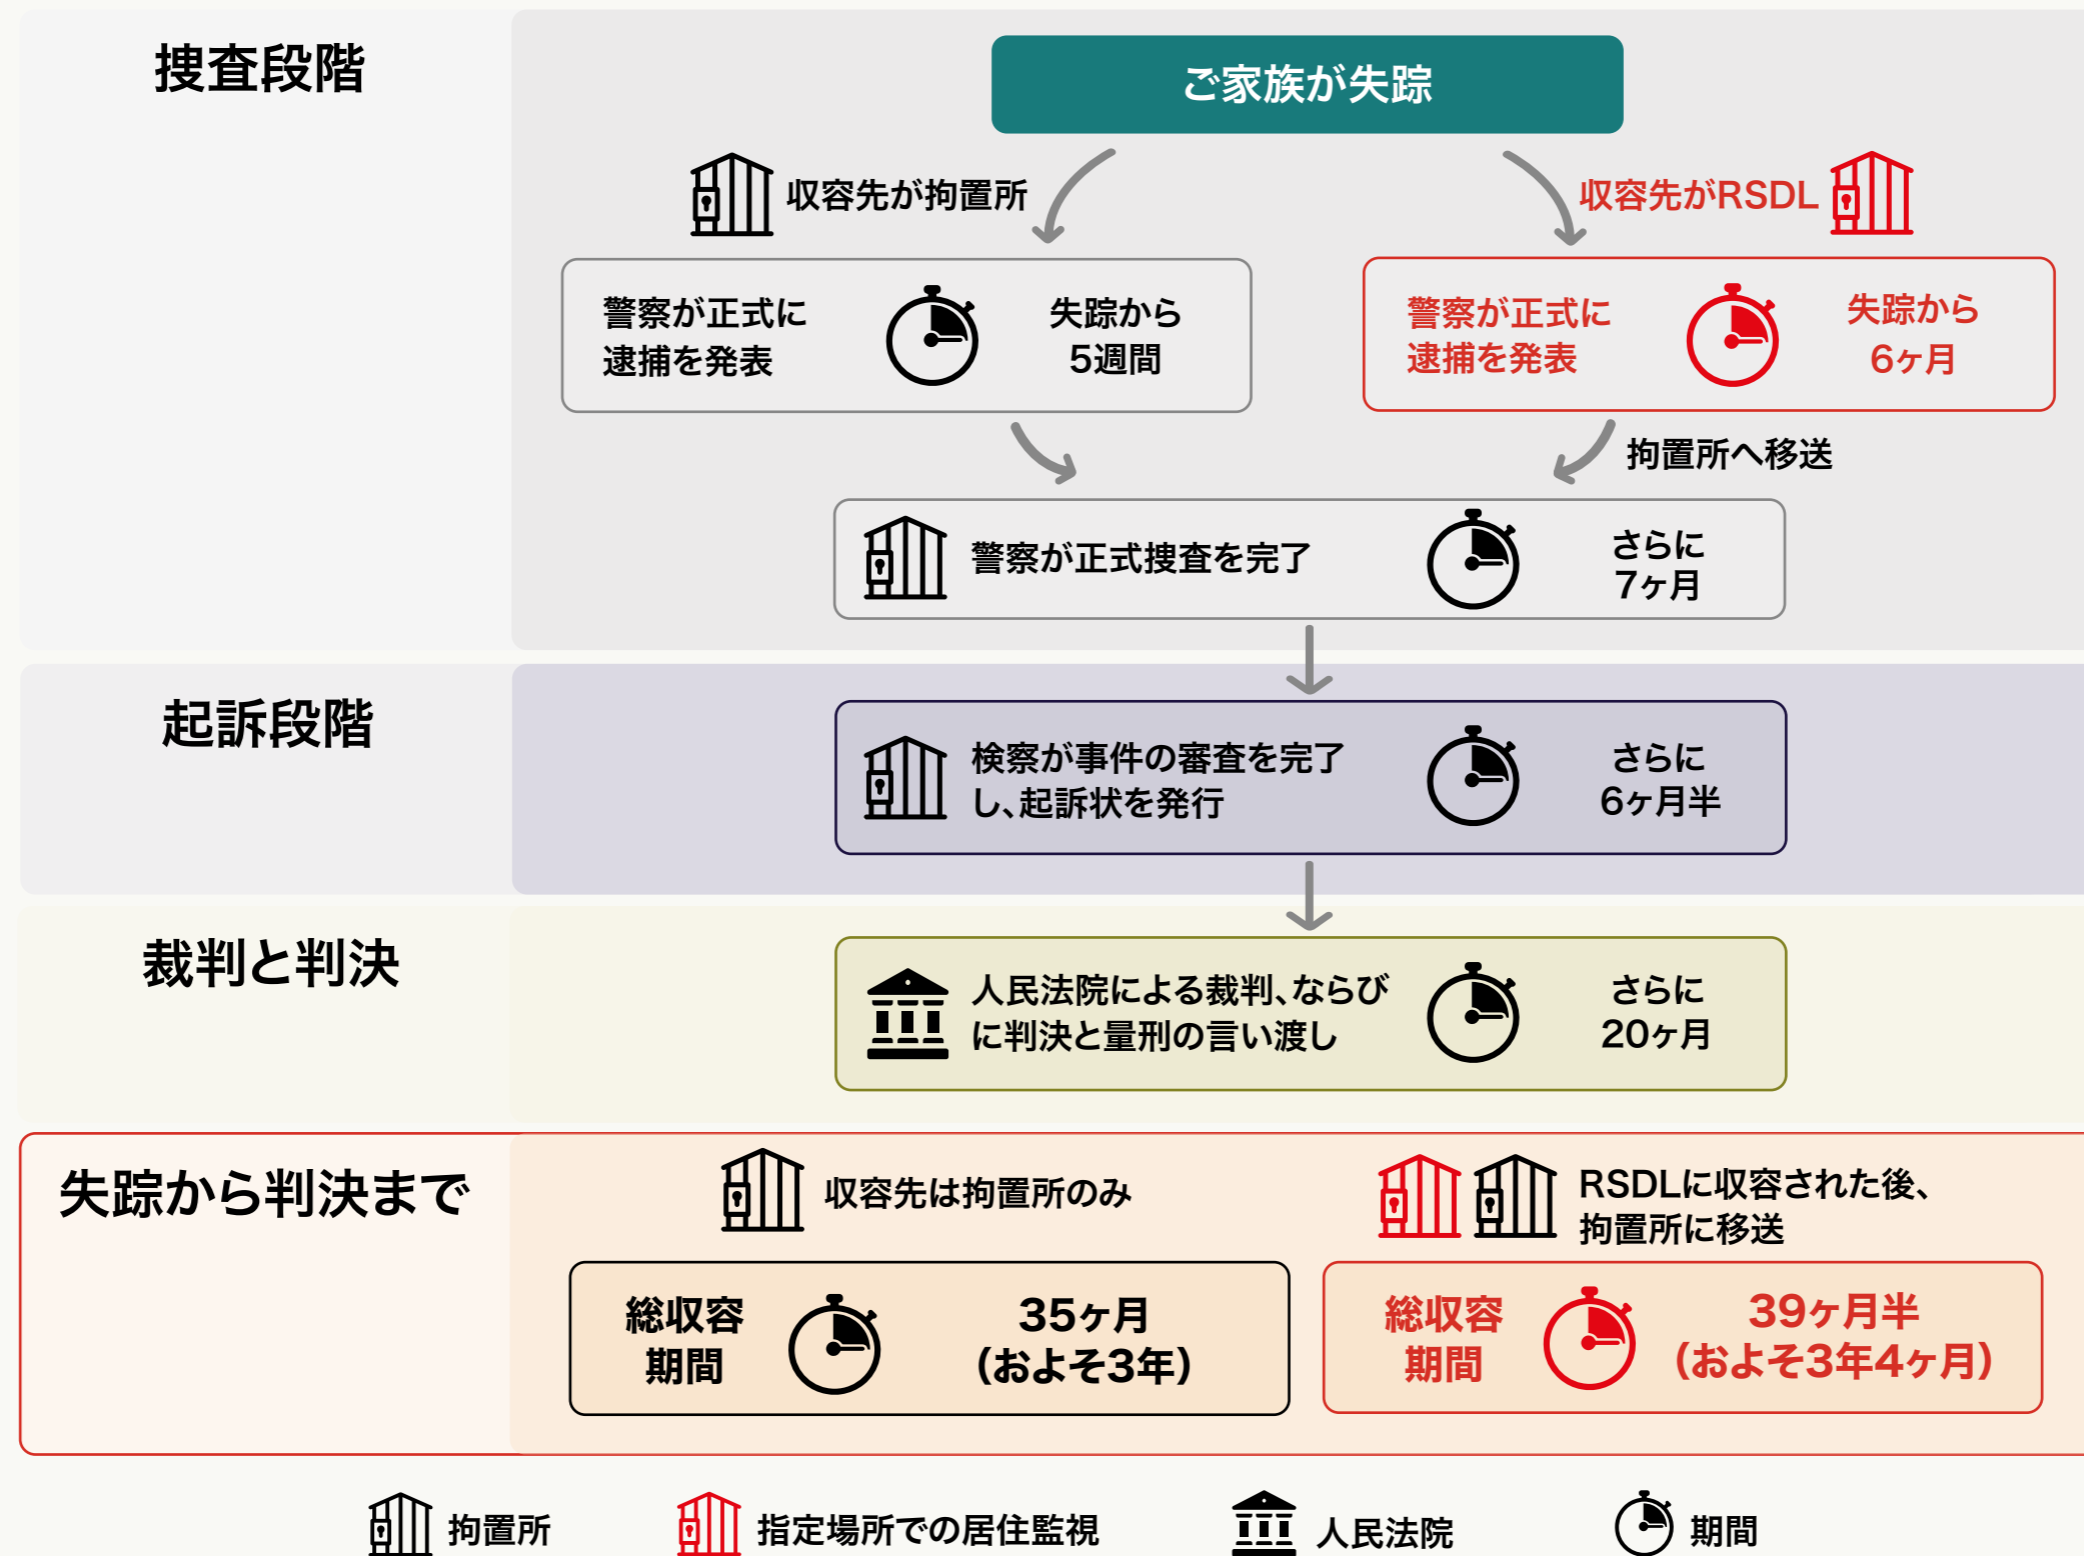 捜査段階
ご家族が失踪
収容先が拘置所
収容先がRSDL
警察が正式に
逮捕を発表
失踪から
5週間
警察が正式に
逮捕を発表
失踪から
6ヶ月
拘置所へ移送
警察が正式捜査を完了
さらに
7ヶ月
起訴段階
検察が事件の審査を完了
し、起訴状を発行
さらに
6ヶ月半
裁判と判決
人民法院による裁判、ならび
に判決と量刑の言い渡し
さらに
20ヶ月
失踪から判決まで
収容先は拘置所のみ
RSDLに収容された後、
拘置所に移送
総収容
期間
35ヶ月
(およそ3年)
総収容
期間
39ヶ月半
(およそ3年4ヶ月)
拘置所
指定場所での居住監視
人民法院
期間